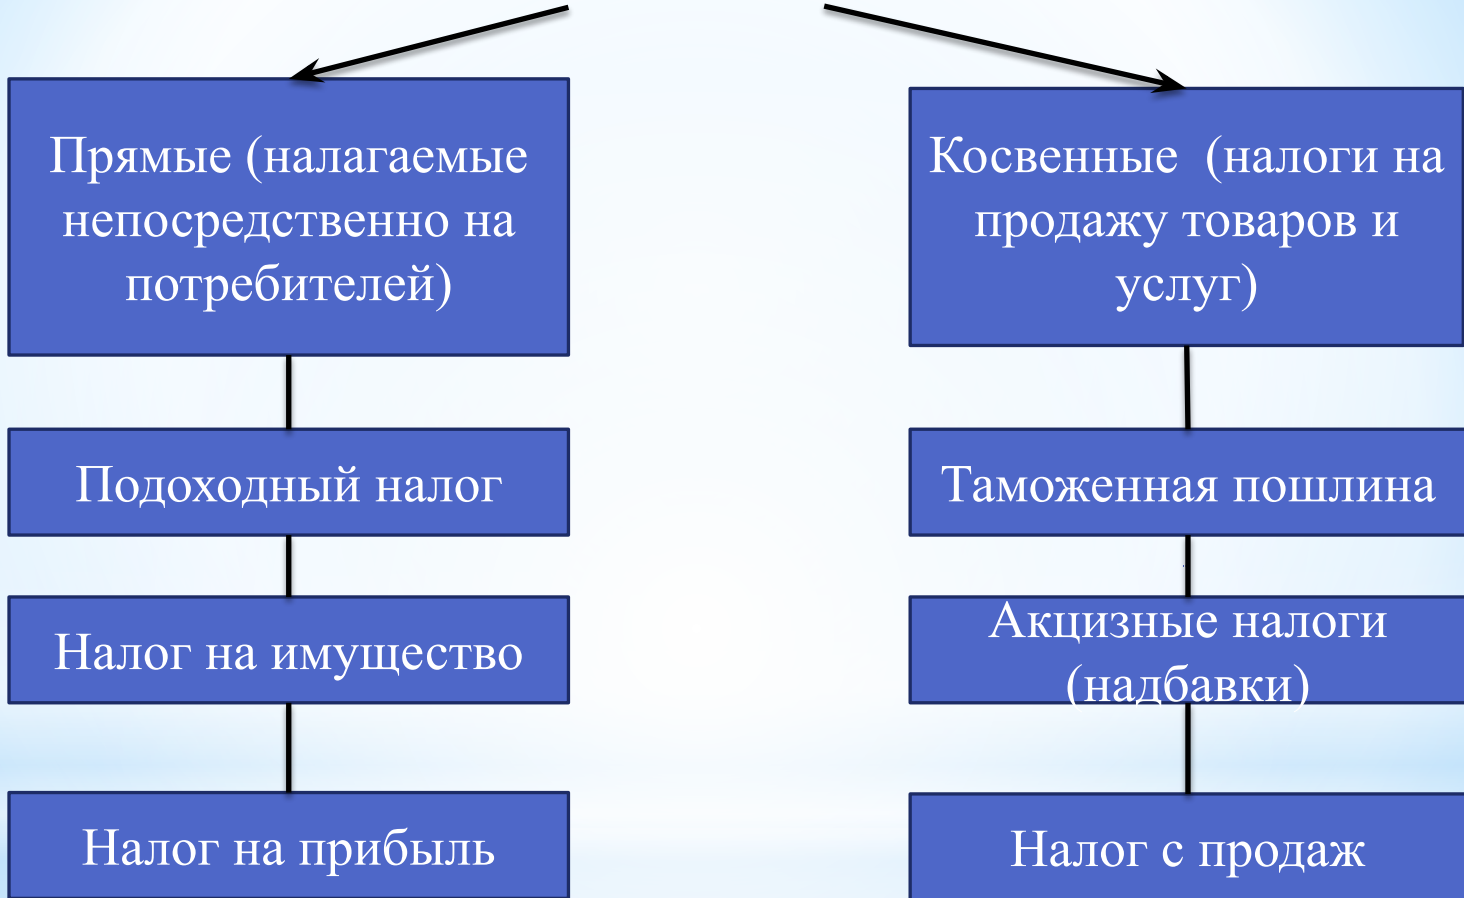 Прямые (налагаемые
непосредственно на
потребителей)
Подоходный налог
Налог на имущество
Налог на прибыль
Косвенные (налоги на
продажу товаров и
услуг)
Таможенная пошлина
Акцизные налоги
(надбавки)
Налог с продаж